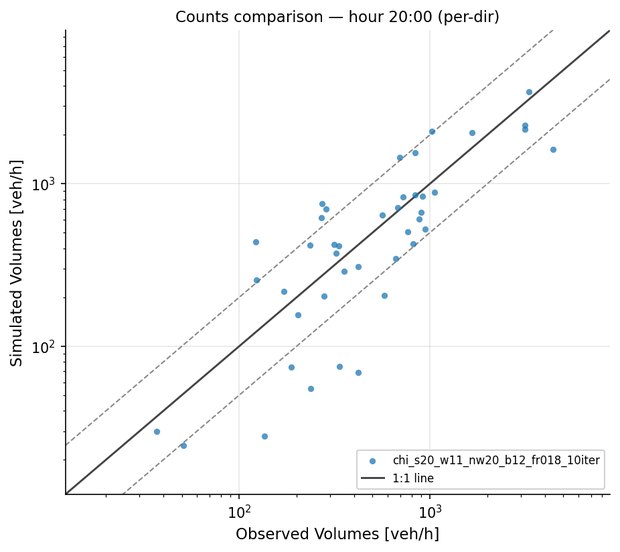 Counts comparison — hour 20:00 (per-dir)
Simulated Volumes [veh/h]
10³
10²
chi_s20_w11_nw20_b12_fr018_10iter
1:1 line
10² 10³
Observed Volumes [veh/h]